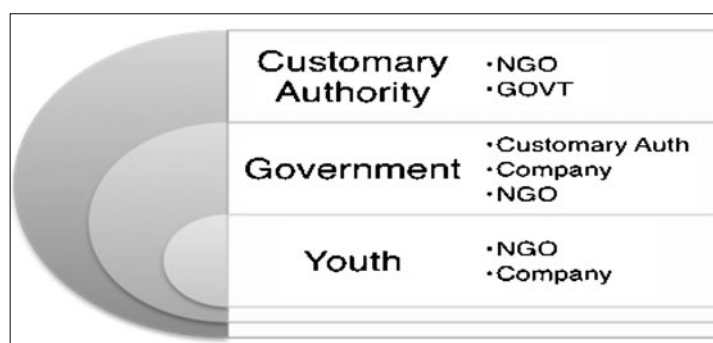 Customary
Authority
•NGO
•GOVT
Government
•Customary Auth
•Company
•NGO
Youth
•NGO
•Company